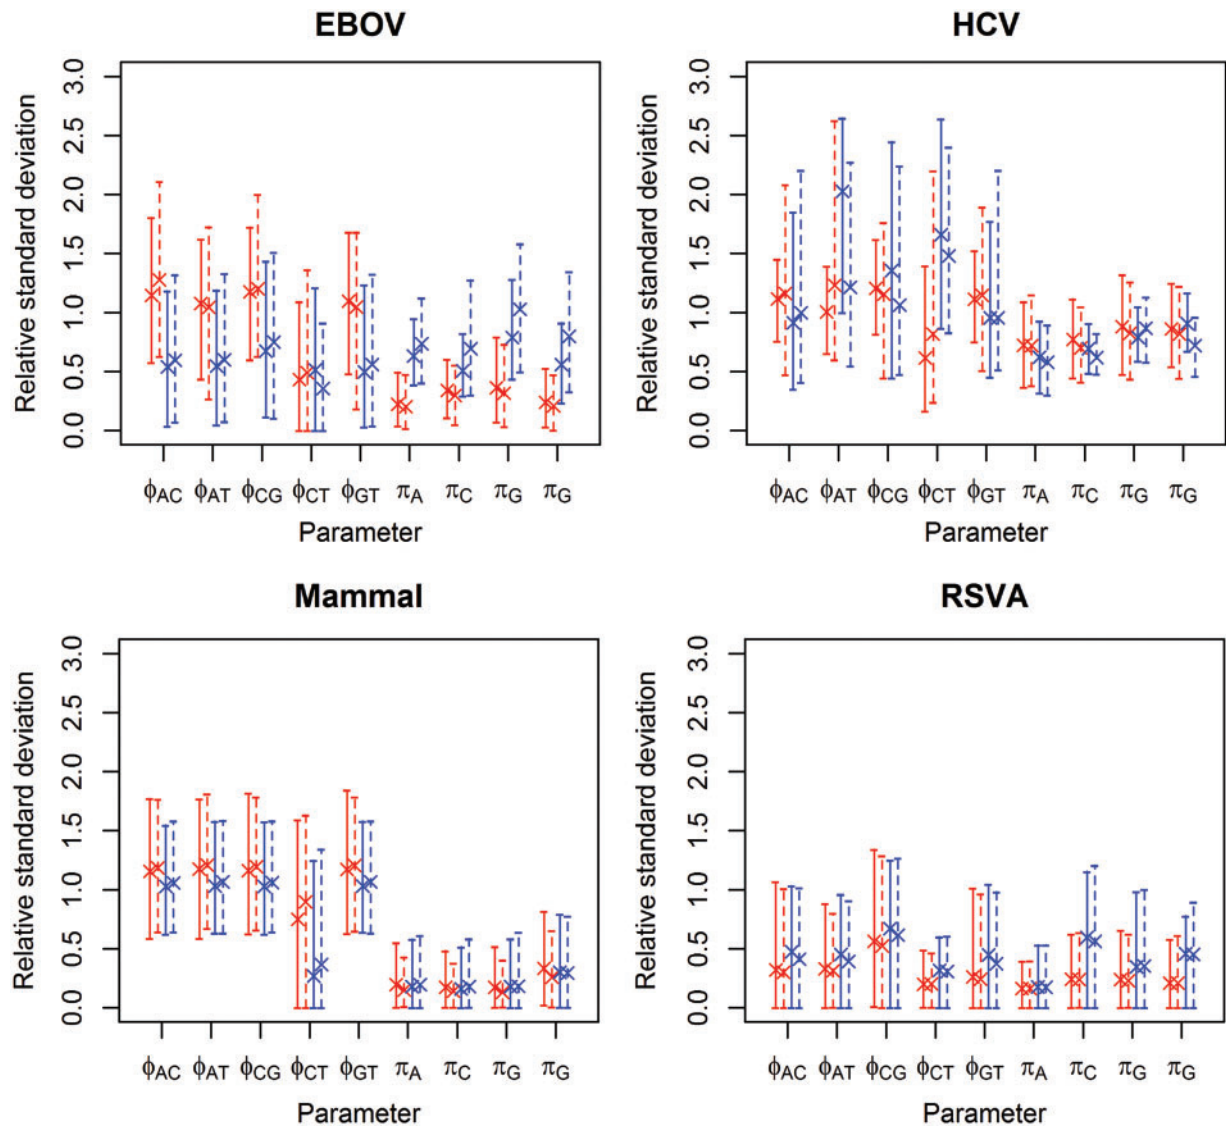 EBOV
Relative standard deviation
3.0
2.5
2.0
1.5
1.0
0.5
0.0
ϕAC ϕAT ϕCG ϕCT ϕGT πA πC πG πG
Parameter
HCV
Relative standard deviation
3.0
2.5
2.0
1.5
1.0
0.5
0.0
ϕAC ϕAT ϕCG ϕCT ϕGT πA πC πG πG
Parameter
Mammal
Relative standard deviation
3.0
2.5
2.0
1.5
1.0
0.5
0.0
ϕAC ϕAT ϕCG ϕCT ϕGT πA πC πG πG
Parameter
RSVA
Relative standard deviation
3.0
2.5
2.0
1.5
1.0
0.5
0.0
ϕAC ϕAT ϕCG ϕCT ϕGT πA πC πG πG
Parameter